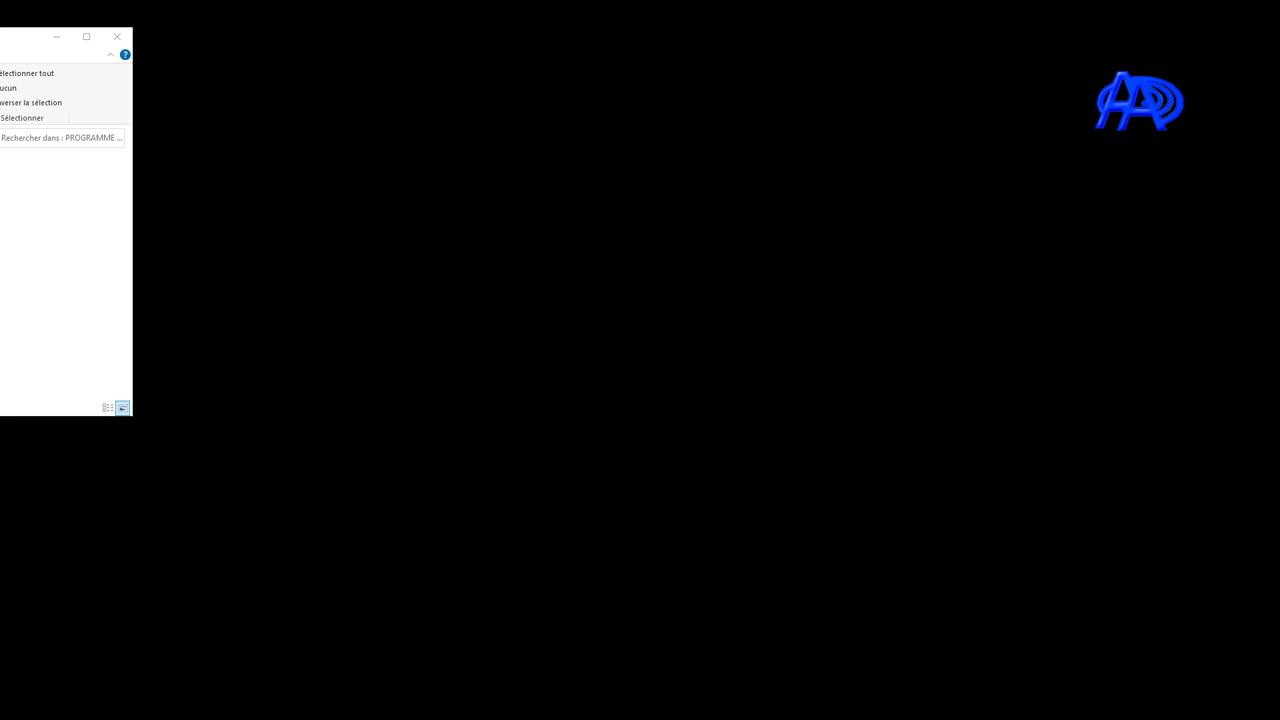 électionner tout
ucun
verser la sélection
Sélectionner
Rechercher dans : PROGRAMME ...